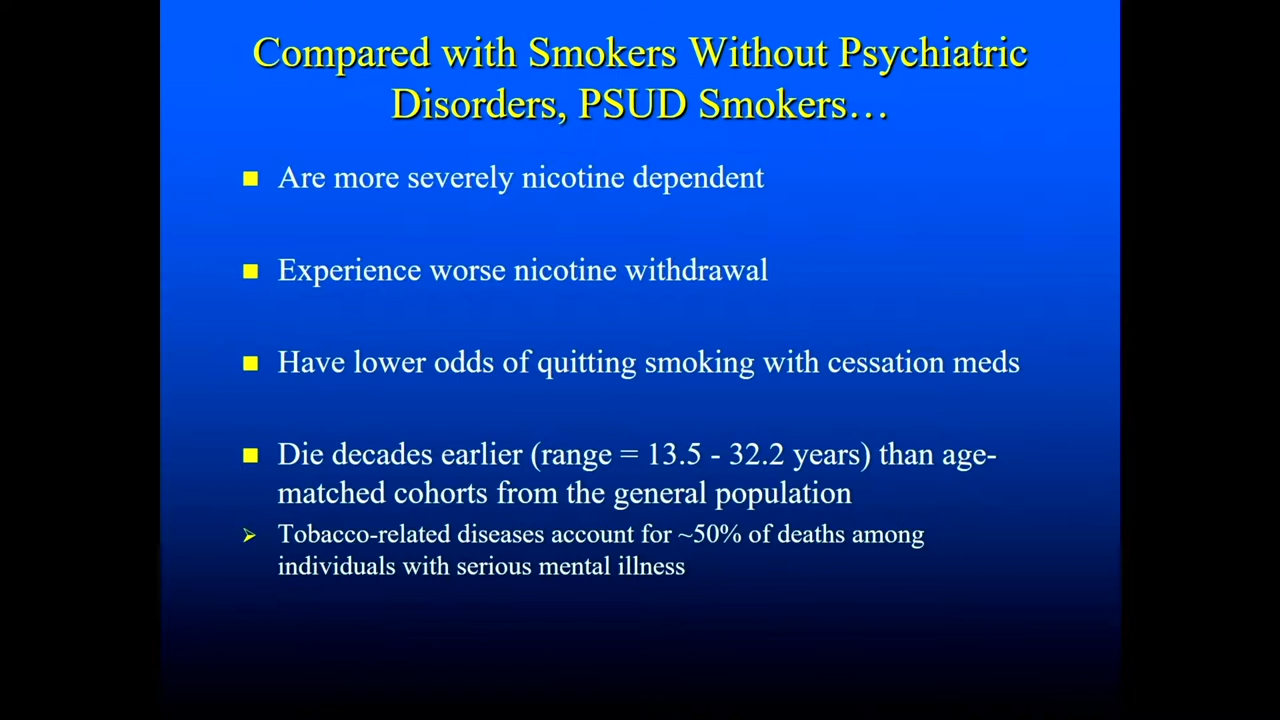 Compared with Smokers Without Psychiatric
Disorders, PSUD Smokers…
Are more severely nicotine dependent
Experience worse nicotine withdrawal
Have lower odds of quitting smoking with cessation meds
Die decades earlier (range = 13.5 - 32.2 years) than age-
matched cohorts from the general population
Tobacco-related diseases account for ~50% of deaths among
individuals with serious mental illness